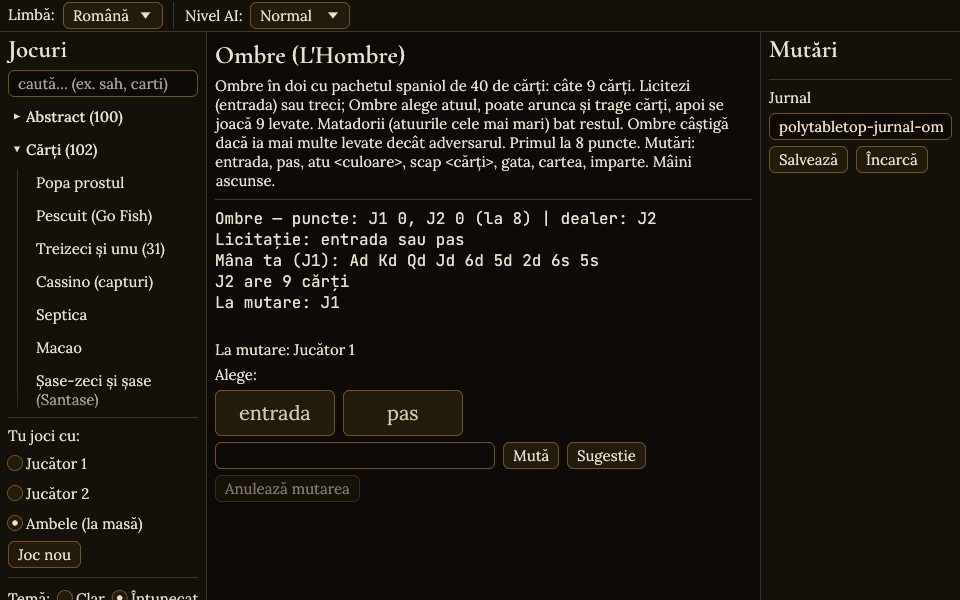 Limbă:
Română
Nivel AI:
Normal
Jocuri
caută... (ex. sah, carti)
Abstract (100)
Cărți (102)
Popa prostul
Pescuit (Go Fish)
Treizeci și unu (31)
Cassino (capturi)
Septica
Macao
Șase-zeci și șase
(Santase)
Tu joci cu:
Jucător 1
Jucător 2
Ambele (la masă)
Joc nou
Temă:
Clar
Întunecat
Ombre (L'Hombre)
Ombre în doi cu pachetul spaniol de 40 de cărți: câte 9 cărți. Licitezi
(entrada) sau treci; Ombre alege atuul, poate arunca și trage cărți, apoi se
joacă 9 levate. Matadorii (atuurile cele mai mari) bat restul. Ombre câștigă
dacă ia mai multe levate decât adversarul. Primul la 8 puncte. Mutări:
entrada, pas, atu <culoare>, scap <cărți>, gata, cartea, imparte. Mâini
ascunse.
Ombre — puncte: J1 0, J2 0 (la 8) | dealer: J2
Licitație: entrada sau pas
Mâna ta (J1): Ad Kd Qd Jd 6d 5d 2d 6s 5s
J2 are 9 cărți
La mutare: J1
La mutare: Jucător 1
Alege:
entrada
pas
Mută
Sugestie
Anulează mutarea
Mutări
Jurnal
polytabletop-jurnal-om
Salvează
Încarcă